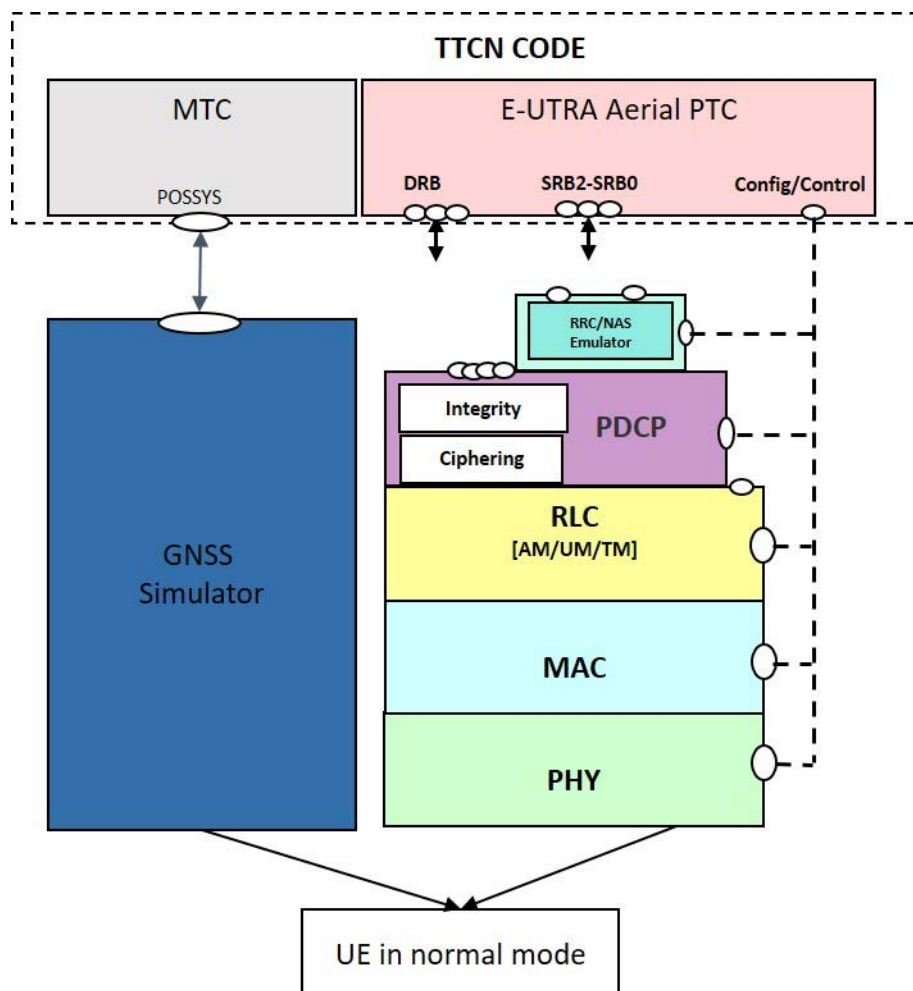 TTCN CODE
MTC
E-UTRA Aerial PTC
POSSYS
DRB
SRB2-SRB0
Config/Control
RRC/NAS
Emulator
Integrity
PDCP
Ciphering
GNSS
Simulator
RLC
[AM/UM/TM]
MAC
PHY
UE in normal mode